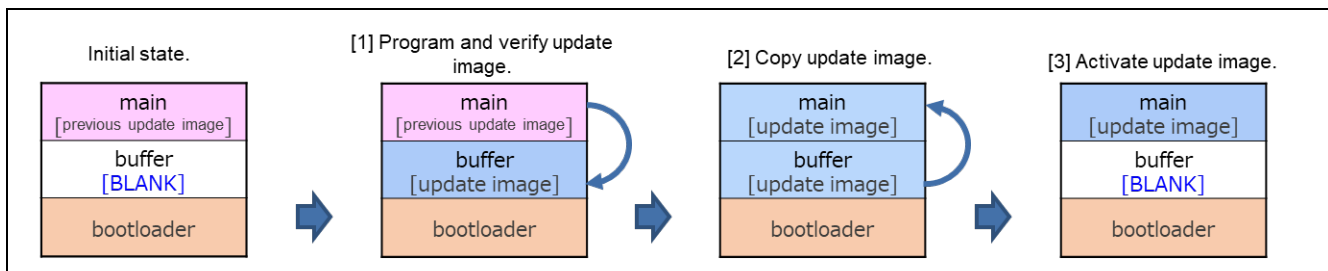 Initial state.
main
[previous update image]
buffer
[BLANK]
bootloader
[1] Program and verify update
image.
main
[previous update image]
buffer
[update image]
bootloader
[2] Copy update image.
main
[update image]
buffer
[update image]
bootloader
[3] Activate update image.
main
[update image]
buffer
[BLANK]
bootloader